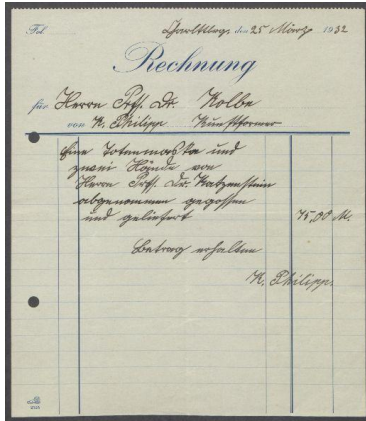 Tel. Charlttbg, den 25 März 1932
Rechnung
für Herrn Prof. Dr. Kolbe
von K. Philipp Kunstformer
Eine Totenmaske und
zwei Hände von
Herrn Prof. Dr. Katzenstein
abgenommen gegossen
und geliefert 75,00 M.
Betrag erhalten
K. Philipp.